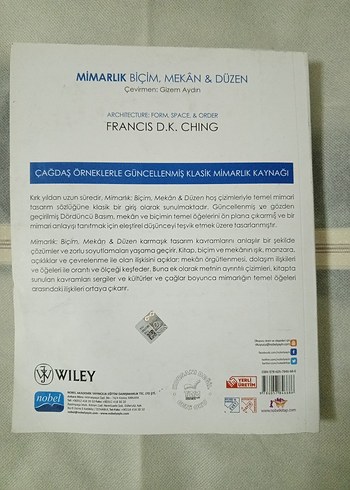 MİMARLIK BİÇİM, MEKÂN & DÜZEN
Çevirmen: Gizem Aydın
ARCHITECTURE: FORM, SPACE, & ORDER
FRANCIS D.K. CHING
ÇAĞDAŞ ÖRNEKLERLE GÜNCELLENMİŞ KLASİK MİMARLIK KAYNAĞI
Kırk yıldan uzun süredir, Mimarlık: Biçim, Mekân & Düzen hoş çizimleriyle temel mimari
tasarım sözlüğüne klasik bir giriş olarak sunulmaktadır. Güncellenmiş ve gözden
geçirilmiş Dördüncü Basım, mekân ve biçimin temel öğelerini ön plana çıkarmış ve bir
mimari anlayışı tanıtmak için eleştirel düşünceyi teşvik etmek üzere tasarlanmıştır.
Mimarlık: Biçim, Mekân & Düzen karmaşık tasarım kavramlarını anlaşılır bir şekilde
çözümler ve zorlu soyutlamaları yaşama geçirir. Kitap, biçim ve mekânın ışık, manzara,
açıklıklar ve çevrelenme ile olan ilişkisini açıklar; mekân örgütlenmesi, dolaşım ilişkileri
ve öğeleri ile orantı ve ölçeği keşfeder. Buna ek olarak metnin ayrıntılı çizimleri, kitapta
sunulan kavramları sergiler ve kültürler ve çağlar boyunca mimarlığın temel öğeleri
arasındaki ilişkileri ortaya çıkarır.
WILEY
nobel
YERLİ
ÜRETİM